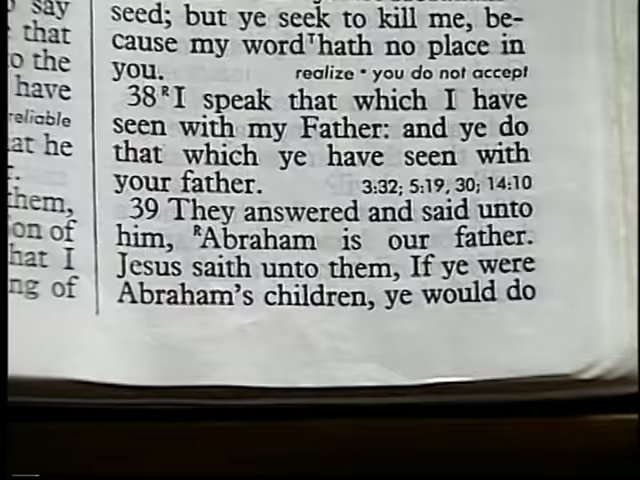 say
that
o the
have
reliable
at he
them,
on of
hat I
ng of
seed; but ye seek to kill me, be-
cause my word ᵀhath no place in
you. realize • you do not accept
38 ᴿI speak that which I have
seen with my Father: and ye do
that which ye have seen with
your father. 3:32; 5:19, 30; 14:10
39 They answered and said unto
him, ᴿAbraham is our father.
Jesus saith unto them, If ye were
Abraham's children, ye would do